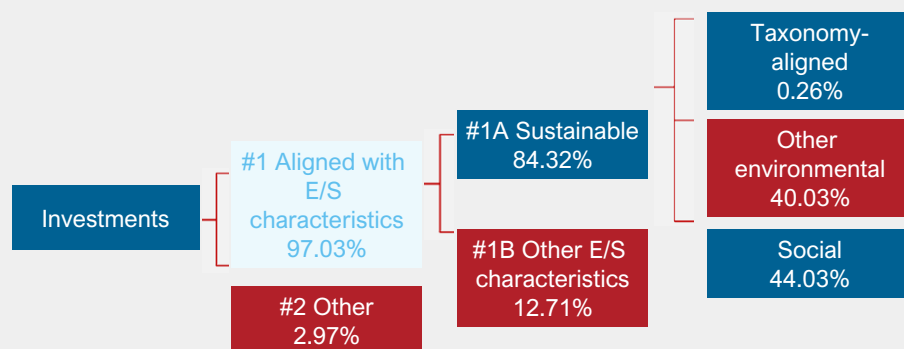 Investments
#1 Aligned with
E/S
characteristics
97.03%
#2 Other
2.97%
#1A Sustainable
84.32%
#1B Other E/S
characteristics
12.71%
Taxonomy-
aligned
0.26%
Other
environmental
40.03%
Social
44.03%